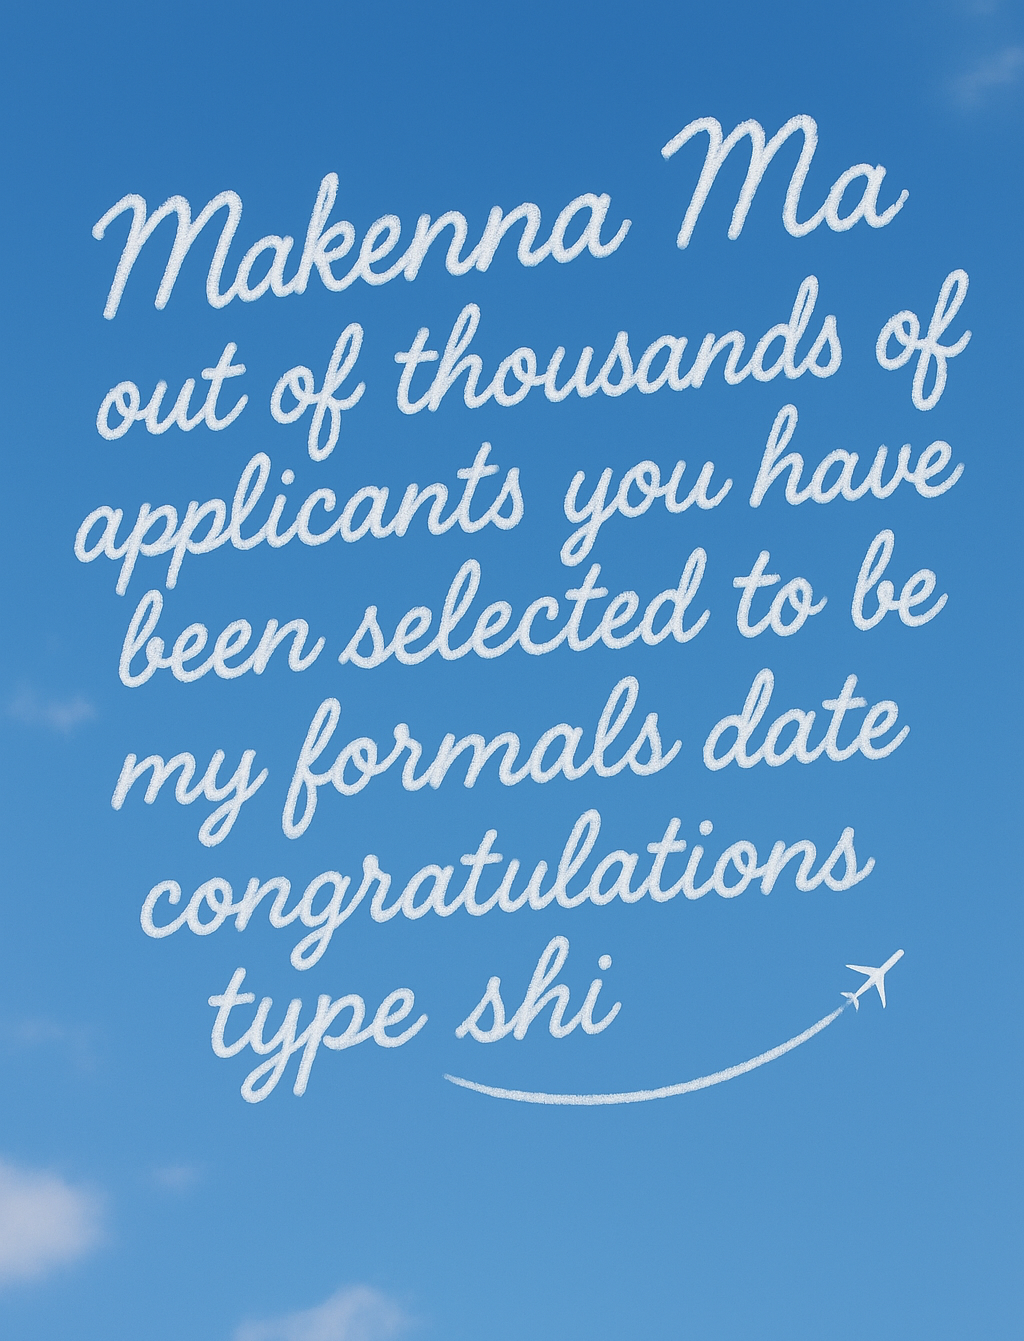 Makenna Ma
out of thousands of
applicants you have
been selected to be
my formals date
congratulations
type shi